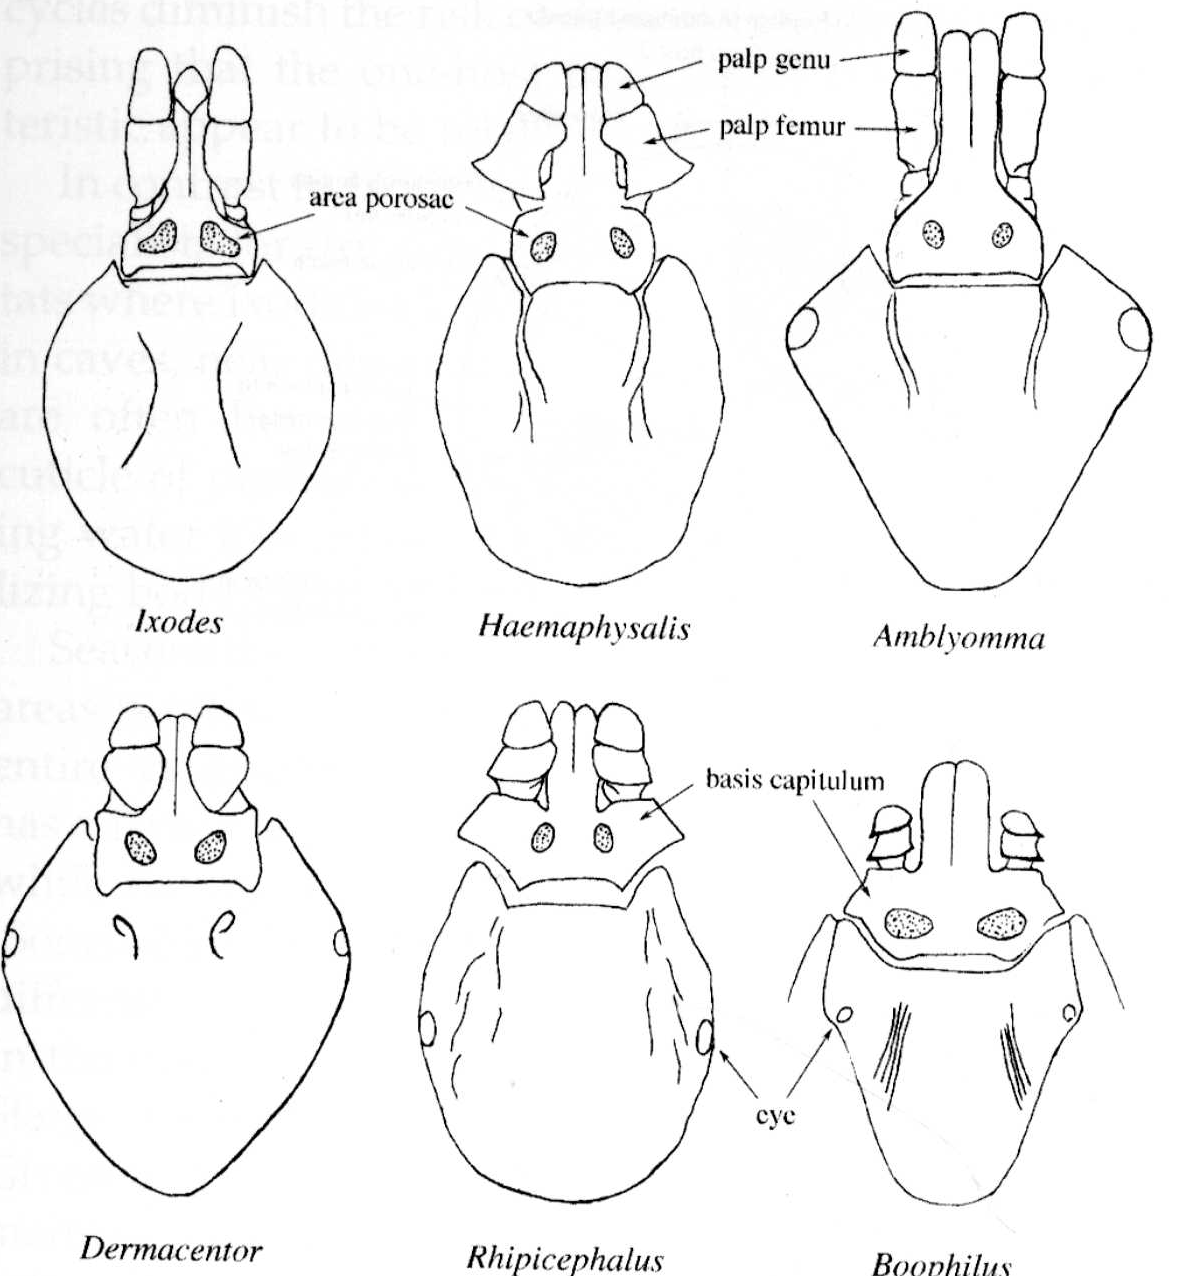 palp genu
palp femur
area porosae
Ixodes
Haemaphysalis
Amblyomma
basis capitulum
eye
Dermacentor
Rhipicephalus
Boophilus